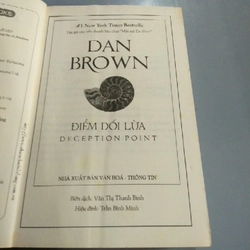 #1 New York Times Bestseller
DAN
BROWN
ĐIỂM DỐI LỪA
DECEPTION POINT
NHÀ XUẤT BẢN VĂN HOÁ - THÔNG TIN
Biên dịch: Văn Thị Thanh Bình
Hiệu đính: Trần Bình Minh